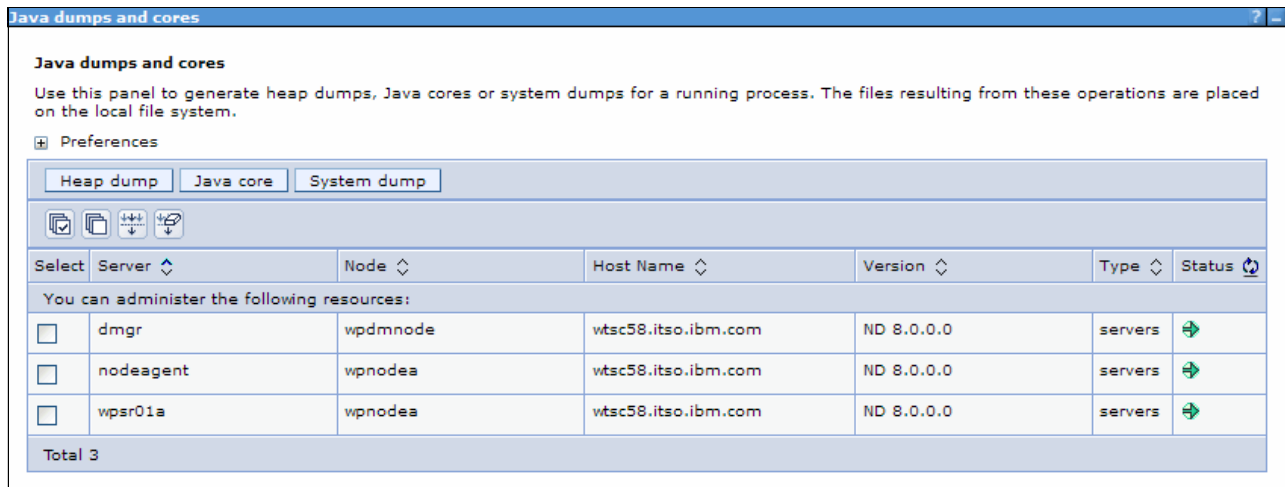 Java dumps and cores ? –
Java dumps and cores
Use this panel to generate heap dumps, Java cores or system dumps for a running process. The files resulting from these operations are placed
on the local file system.
+ Preferences
Heap dump Java core System dump
Select Server Node Host Name Version Type Status
You can administer the following resources:
dmgr wpdmnode wtsc58.itso.ibm.com ND 8.0.0.0 servers
nodeagent wpnodea wtsc58.itso.ibm.com ND 8.0.0.0 servers
wpsr01a wpnodea wtsc58.itso.ibm.com ND 8.0.0.0 servers
Total 3